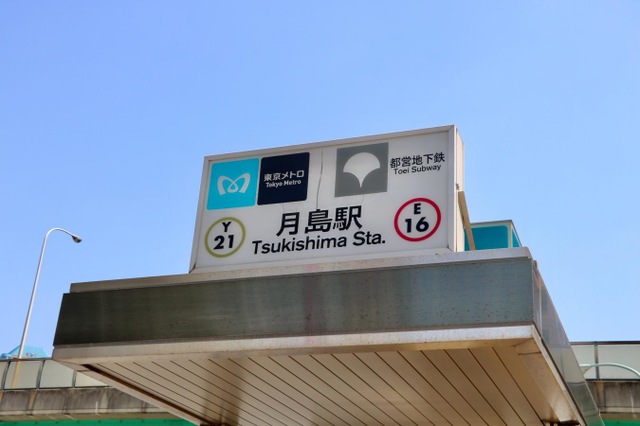 東京メトロ
Tokyo Metro
都営地下鉄
Toei Subway
月島駅
Tsukishima Sta.
Y
21
E
16